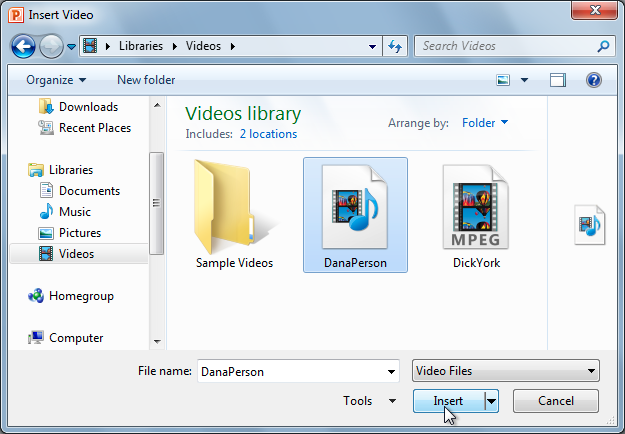 Insert Video
Libraries Videos
Search Videos
Organize New folder
Downloads
Recent Places
Libraries
Documents
Music
Pictures
Videos
Homegroup
Computer
Videos library
Includes: 2 locations
Arrange by: Folder
Sample Videos
DanaPerson
MPEG
DickYork
File name: DanaPerson
Video Files
Tools
Insert
Cancel